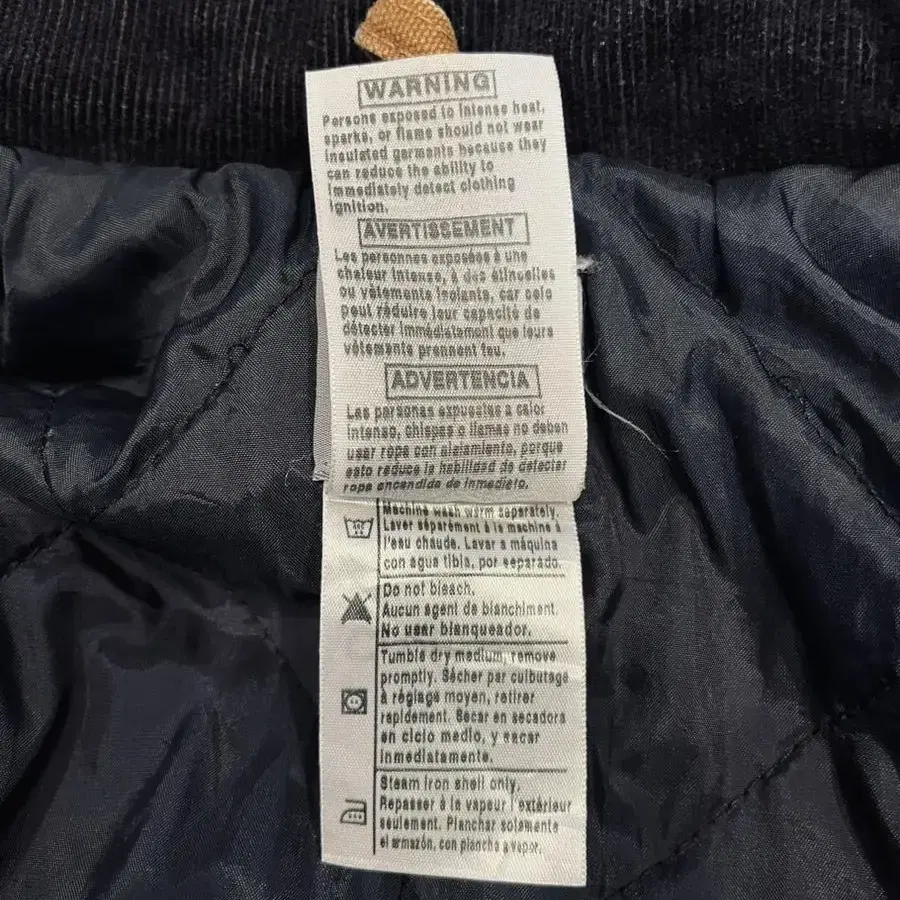 WARNING
Persons exposed to intense heat,
sparks, or flame should not wear
insulated garments because they
can reduce the ability to
immediately detect clothing
ignition.
AVERTISSEMENT
Les personnes exposées à une
chaleur intense, à des étincelles
ou vêtements isolants, car cela
peut réduire leur capacité de
détecter immédiatement que leurs
vêtements prennent feu.
ADVERTENCIA
Las personas expuestas a calor
intenso, chispas o llamas no deben
usar ropa con aislamiento, porque
esto reduce la habilidad de detectar
ropa encendida de inmediato.
Machine wash warm separately.
Laver séparément à la machine à
l'eau chaude. Lavar a máquina
con agua tibia, por separado.
Do not bleach.
Aucun agent de blanchiment.
No usar blanqueador.
Tumble dry medium, remove
promptly. Sécher par culbutage
à réglage moyen, retirer
rapidement. Secar en secadora
en ciclo medio, y sacar
inmediatamente.
Steam iron shell only.
Repasser à la vapeur l'extérieur
seulement. Planchar solamente
el armazón, con plancha a vapor.